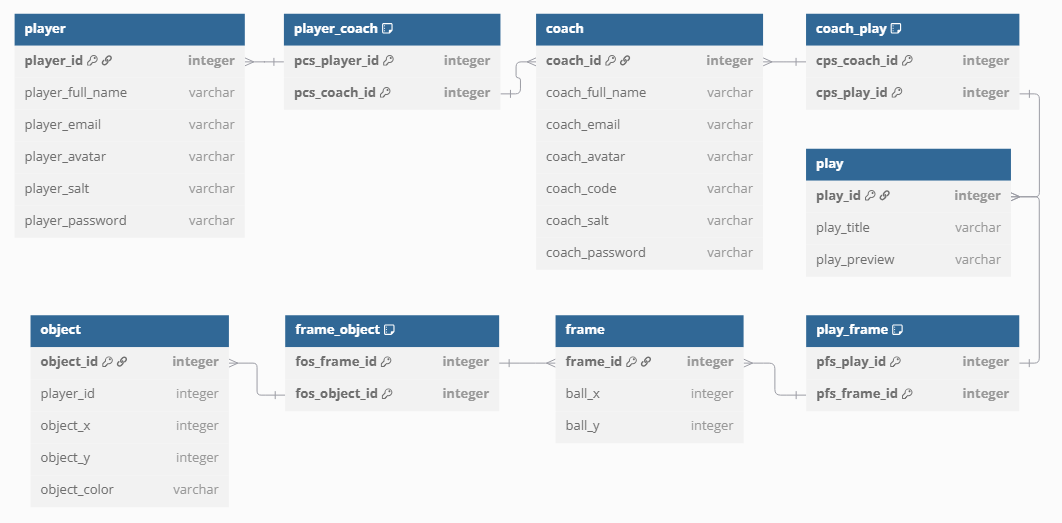 player
player_id integer
player_full_name varchar
player_email varchar
player_avatar varchar
player_salt varchar
player_password varchar
player_coach
pcs_player_id integer
pcs_coach_id integer
coach
coach_id integer
coach_full_name varchar
coach_email varchar
coach_avatar varchar
coach_code varchar
coach_salt varchar
coach_password varchar
coach_play
cps_coach_id integer
cps_play_id integer
play
play_id integer
play_title varchar
play_preview varchar
object
object_id integer
player_id integer
object_x integer
object_y integer
object_color varchar
frame_object
fos_frame_id integer
fos_object_id integer
frame
frame_id integer
ball_x integer
ball_y integer
play_frame
pfs_play_id integer
pfs_frame_id integer